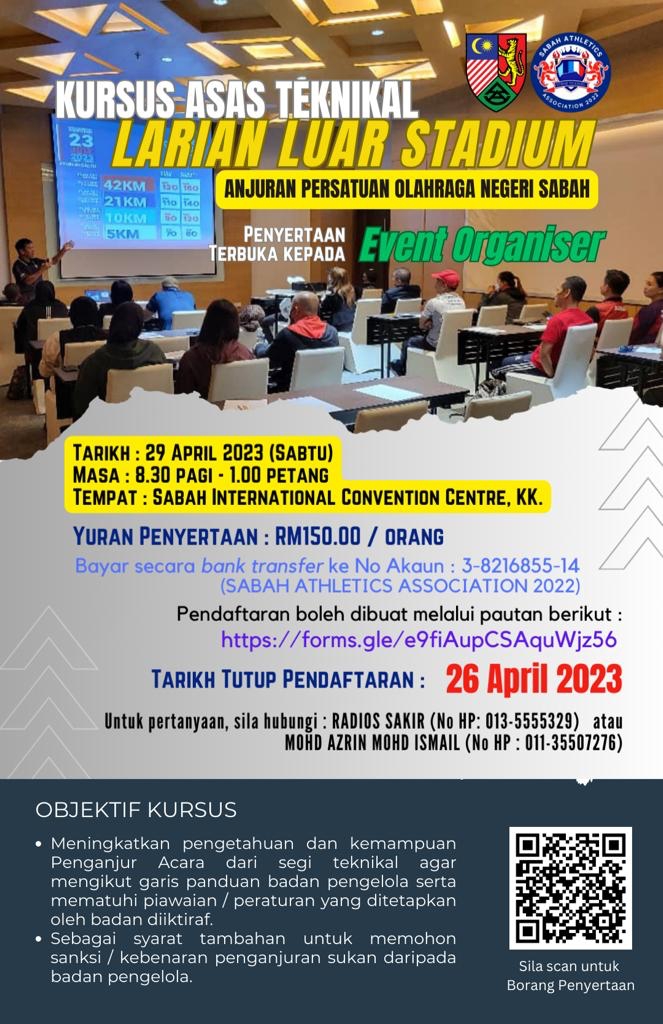 SABAH ATHLETICS
ASSOCIATION 2022
KURSUS ASAS TEKNIKAL
LARIAN LUAR STADIUM
ANJURAN PERSATUAN OLAHRAGA NEGERI SABAH
PENYERTAAN
TERBUKA KEPADA
Event Organiser
23
42KM
21KM
10KM
5KM
TARIKH : 29 APRIL 2023 (SABTU)
MASA : 8.30 PAGI - 1.00 PETANG
TEMPAT : SABAH INTERNATIONAL CONVENTION CENTRE, KK.
YURAN PENYERTAAN : RM150.00 / ORANG
Bayar secara bank transfer ke No Akaun : 3-8216855-14
(SABAH ATHLETICS ASSOCIATION 2022)
Pendaftaran boleh dibuat melalui pautan berikut :
https://forms.gle/e9fiAupCSAquWjz56
TARIKH TUTUP PENDAFTARAN : 26 April 2023
Untuk pertanyaan, sila hubungi : RADIOS SAKIR (No HP: 013-5555329) atau
MOHD AZRIN MOHD ISMAIL (No HP : 011-35507276)
OBJEKTIF KURSUS
• Meningkatkan pengetahuan dan kemampuan
Penganjur Acara dari segi teknikal agar
mengikut garis panduan badan pengelola serta
mematuhi piawaian / peraturan yang ditetapkan
oleh badan diiktiraf.
• Sebagai syarat tambahan untuk memohon
sanksi / kebenaran penganjuran sukan daripada
badan pengelola.
Sila scan untuk
Borang Penyertaan